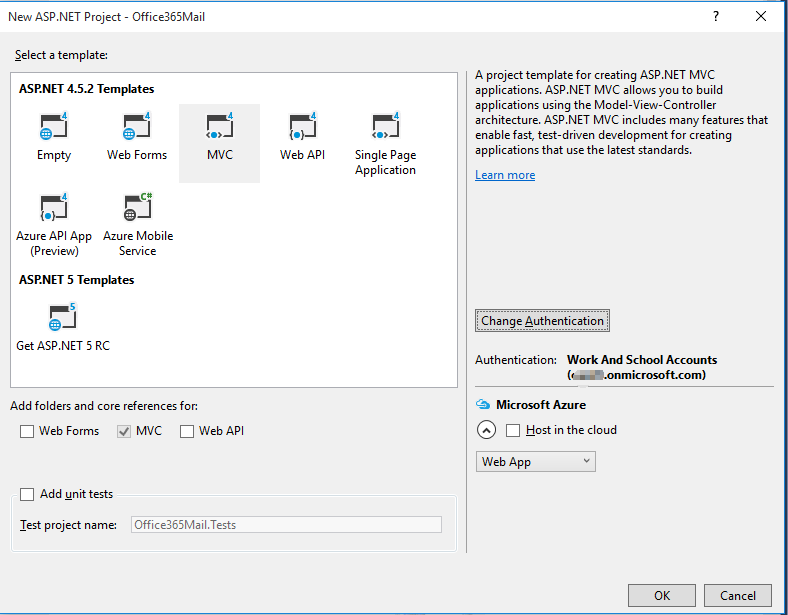 New ASP.NET Project - Office365Mail
?
Select a template:
ASP.NET 4.5.2 Templates
4
4
4
4
4
Empty
Web Forms
MVC
Web API
Single Page
Application
4
C#
Azure API App
(Preview)
Azure Mobile
Service
ASP.NET 5 Templates
5
Get ASP.NET 5 RC
Add folders and core references for:
Web Forms
MVC
Web API
Add unit tests
Test project name:
Office365Mail.Tests
A project template for creating ASP.NET MVC
applications. ASP.NET MVC allows you to build
applications using the Model-View-Controller
architecture. ASP.NET MVC includes many features that
enable fast, test-driven development for creating
applications that use the latest standards.
Learn more
Change Authentication
Authentication: Work And School Accounts
.onmicrosoft.com)
Microsoft Azure
Host in the cloud
Web App
OK
Cancel